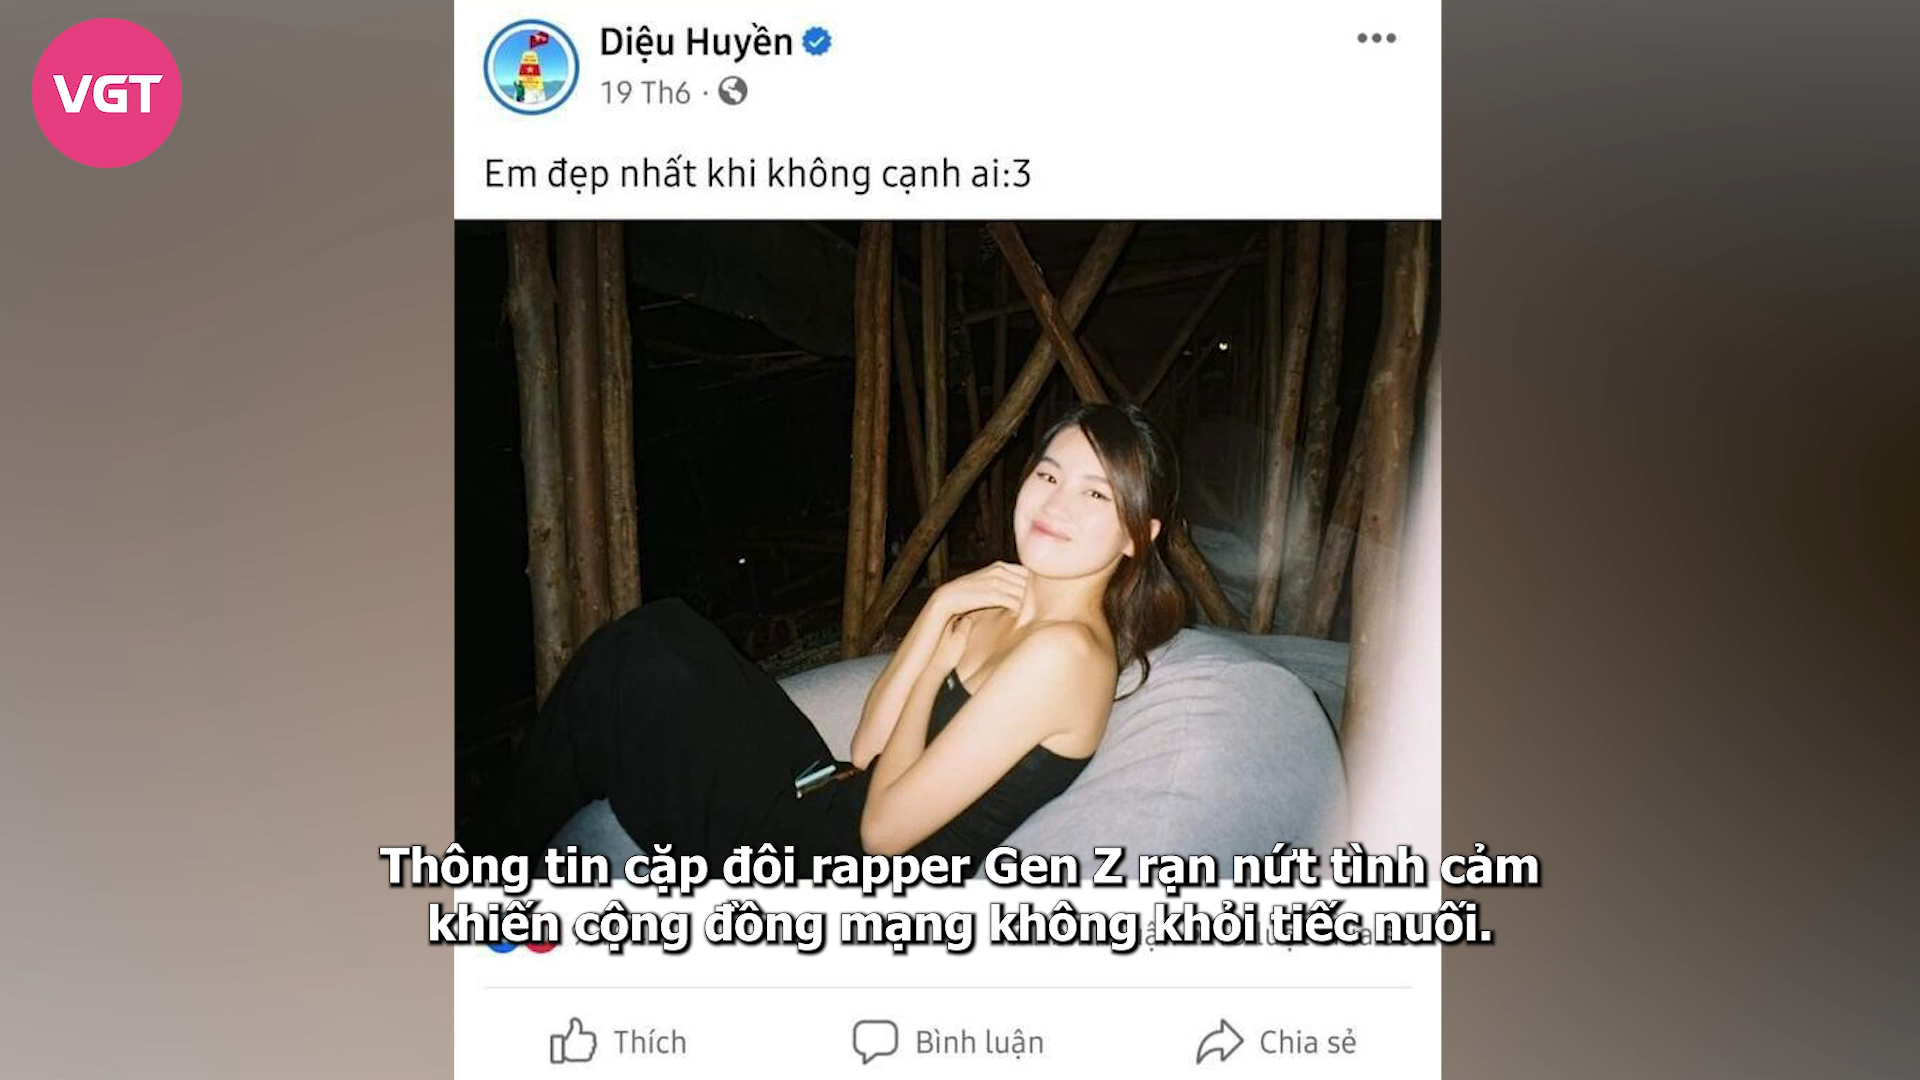 VGT
Diệu Huyền
19 Th6 ·
Em đẹp nhất khi không cạnh ai:3
Thông tin cặp đôi rapper Gen Z rạn nứt tình cảm
khiến cộng đồng mạng không khỏi tiếc nuối.
Thích
Bình luận
Chia sẻ